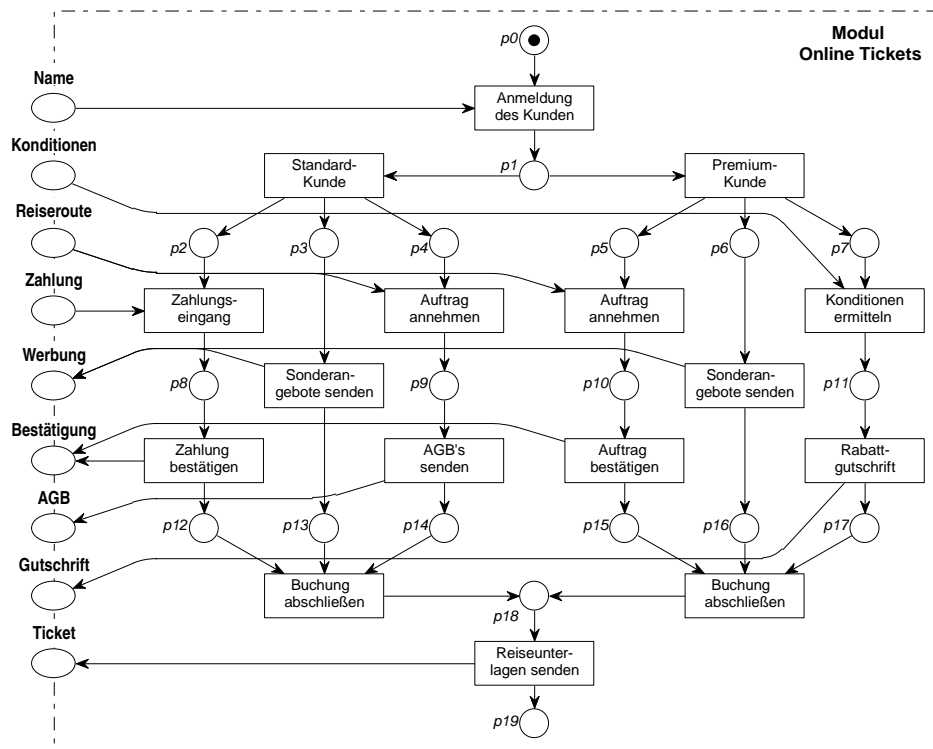 Modul
Online Tickets
p0
Name
Anmeldung
des Kunden
Konditionen
Standard-
Kunde
p1
Premium-
Kunde
Reiseroute
p2
p3
p4
p5
p6
p7
Zahlung
Zahlungs-
eingang
Auftrag
annehmen
Auftrag
annehmen
Konditionen
ermitteln
Werbung
p8
Sonderan-
gebote senden
p9
p10
Sonderan-
gebote senden
p11
Bestätigung
Zahlung
bestätigen
AGB's
senden
Auftrag
bestätigen
Rabatt-
gutschrift
AGB
p12
p13
p14
p15
p16
p17
Gutschrift
Buchung
abschließen
p18
Buchung
abschließen
Ticket
Reiseunter-
lagen senden
p19